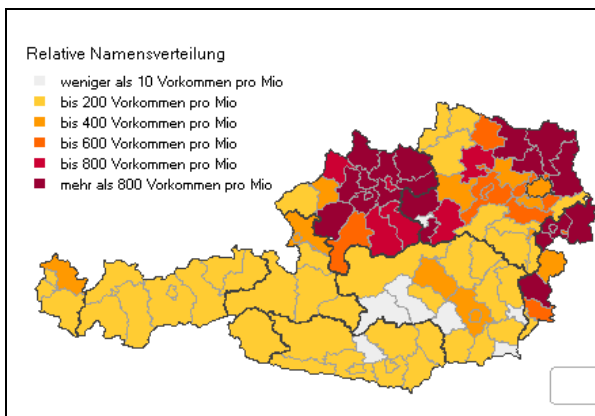 Relative Namensverteilung
weniger als 10 Vorkommen pro Mio
bis 200 Vorkommen pro Mio
bis 400 Vorkommen pro Mio
bis 600 Vorkommen pro Mio
bis 800 Vorkommen pro Mio
mehr als 800 Vorkommen pro Mio